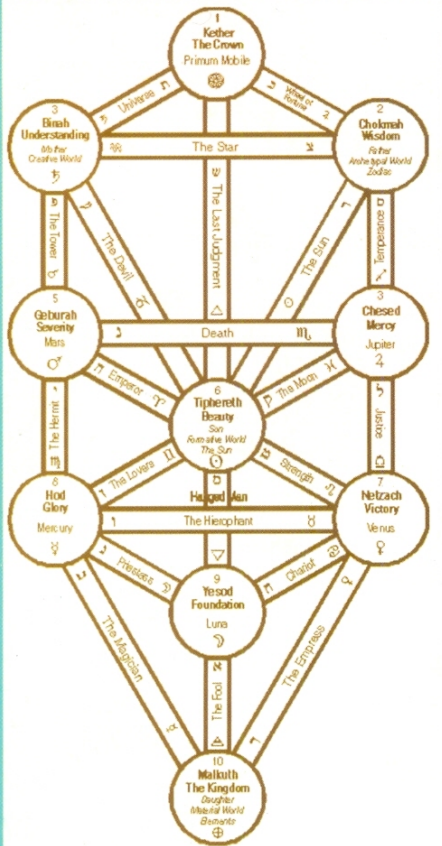 1
Kether
The Crown
Primum Mobile
Universe ת
כ Wheel of Fortune ♃
3
Binah
Understanding
Mother
Creative World
♄
♒ The Star צ
2
Chokmah
Wisdom
Father
Archetypal World
Zodiac
The Tower
The Devil
ש The Last Judgment △
The Sun ☉
Temperance ♐
5
Geburah
Severity
Mars
♂
נ Death ♏
3
Chesed
Mercy
Jupiter
♃
Emperor ♈
ק The Moon ♓
6
Tiphereth
Beauty
Son
Formative World
The Sun
☉
The Hermit ♍
ל Justice ♎
The Lovers ♊
Strength ♌
מ
Hanged Man
▽
8
Hod
Glory
Mercury
☿
ו The Hierophant ♉
7
Netzach
Victory
Venus
♀
Priestess ☽
Chariot ♋
9
Yesod
Foundation
Luna
☽
The Magician
א The Fool
The Empress
10
Malkuth
The Kingdom
Daughter
Material World
Elements